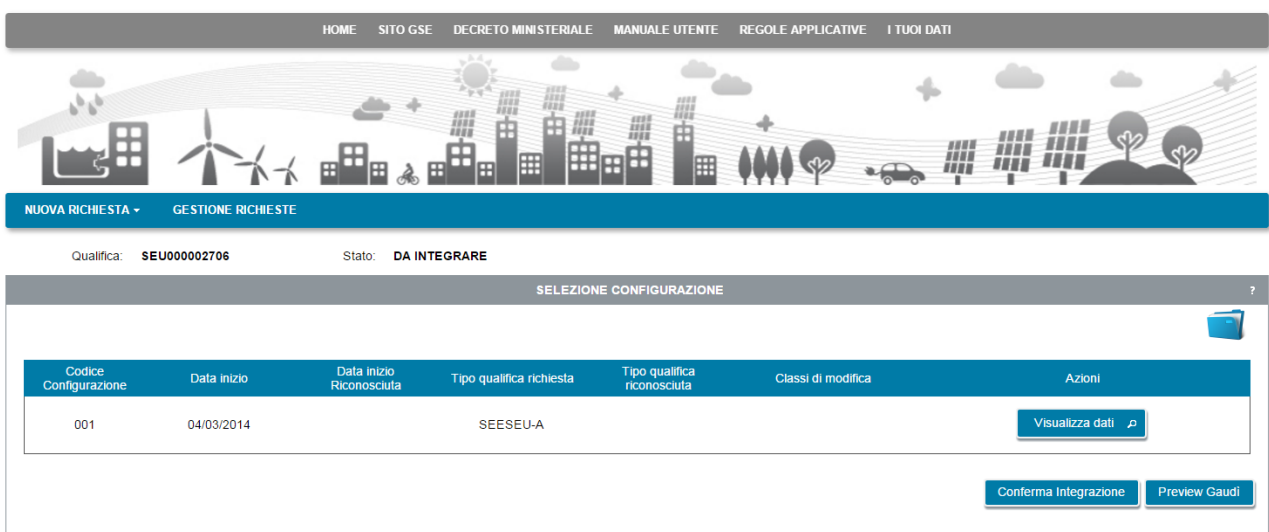 HOME SITO GSE DECRETO MINISTERIALE MANUALE UTENTE REGOLE APPLICATIVE I TUOI DATI
NUOVA RICHIESTA GESTIONE RICHIESTE
Qualifica: SEU000002706 Stato: DA INTEGRARE
SELEZIONE CONFIGURAZIONE ?
Codice Configurazione Data inizio Data inizio Riconosciuta Tipo qualifica richiesta Tipo qualifica riconosciuta Classi di modifica Azioni
001 04/03/2014 SEESEU-A Visualizza dati
Conferma Integrazione Preview Gaudì